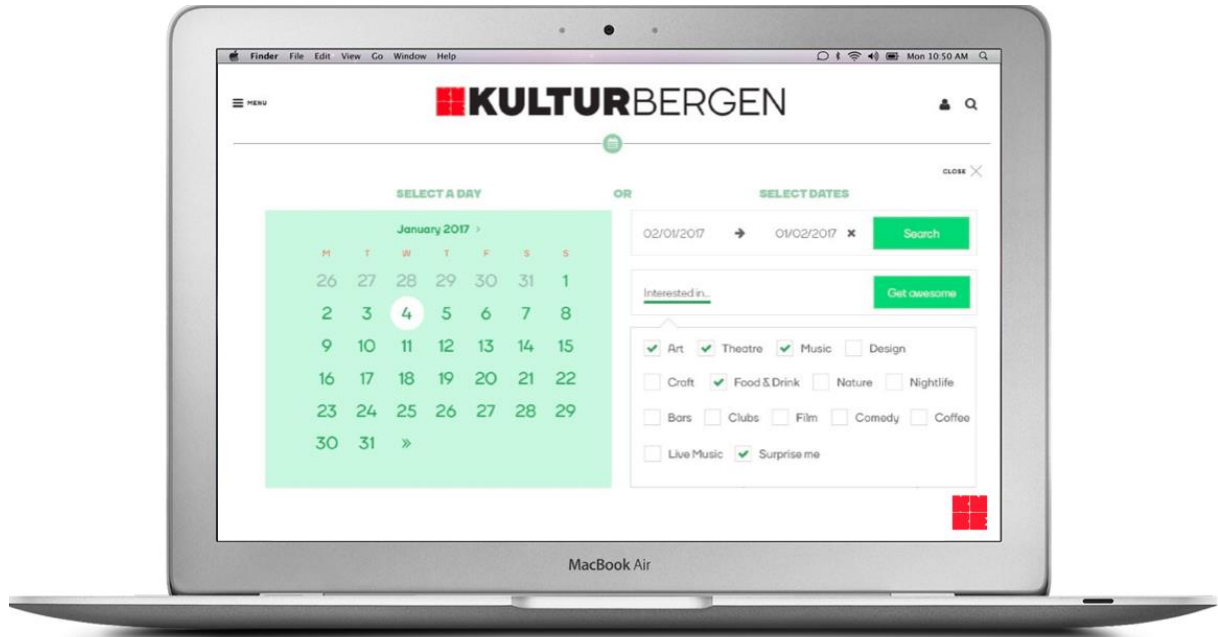 Finder File Edit View Go Window Help Mon 10:50 AM
MENU
KULTURBERGEN
CLOSE
SELECT A DAY OR SELECT DATES
January 2017 >
M T W T F S S
26 27 28 29 30 31 1
2 3 4 5 6 7 8
9 10 11 12 13 14 15
16 17 18 19 20 21 22
23 24 25 26 27 28 29
30 31 »
02/01/2017 → 01/02/2017 × Search
Interested in... Get awesome
Art Theatre Music Design
Craft Food & Drink Nature Nightlife
Bars Clubs Film Comedy Coffee
Live Music Surprise me
MacBook Air